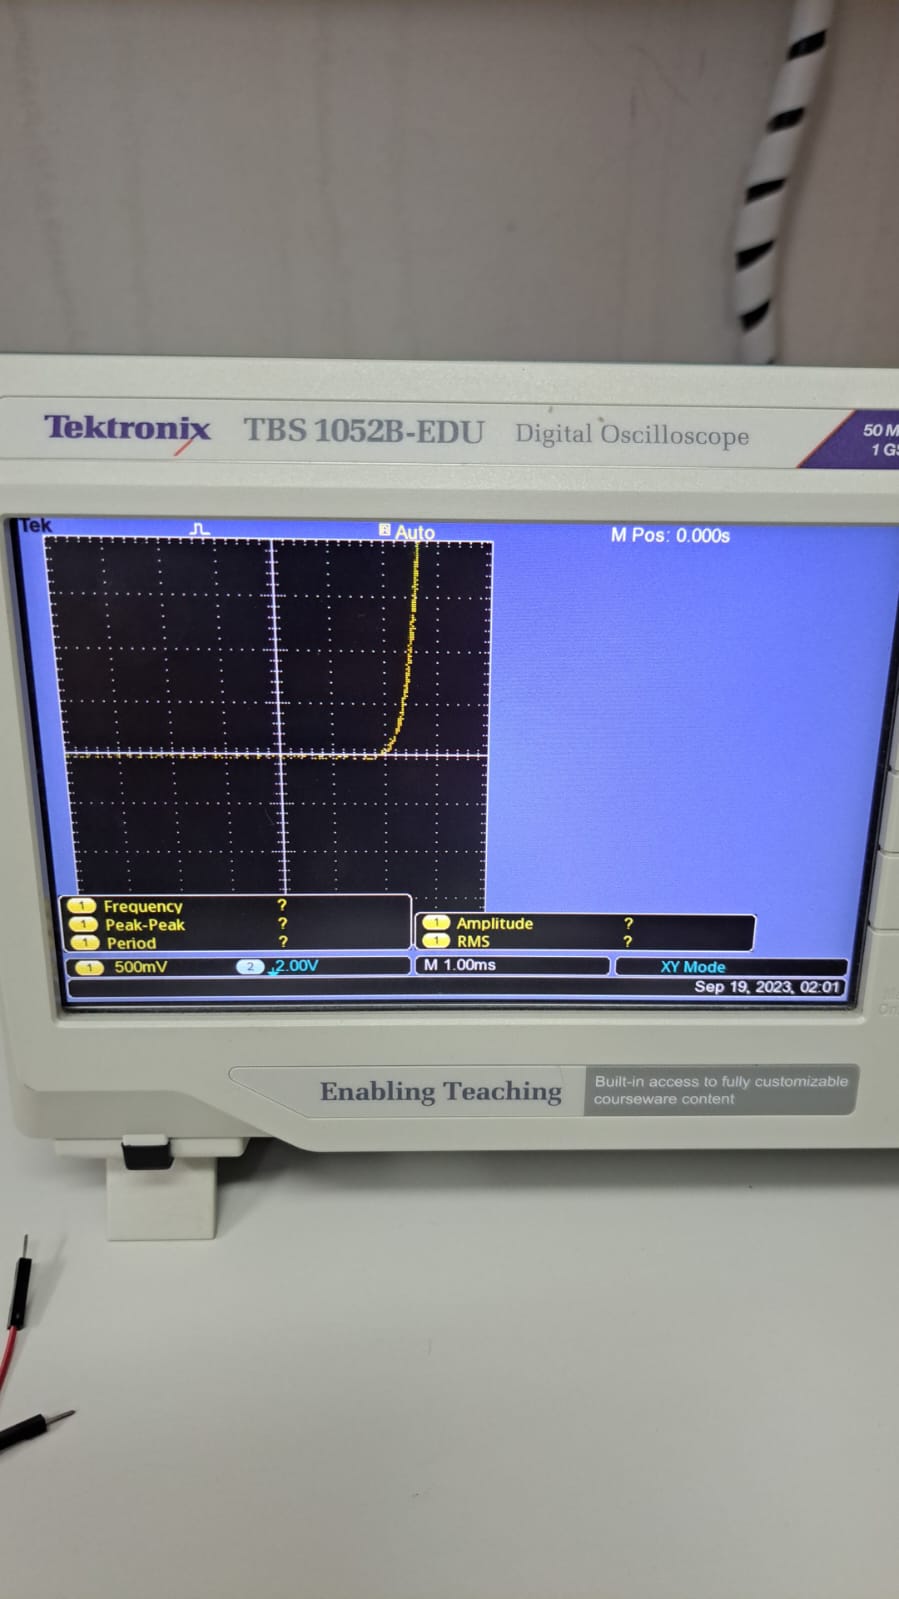 Tektronix TBS 1052B-EDU Digital Oscilloscope
50 M
1 GS
Tek Auto M Pos: 0.000s
1 Frequency ?
1 Peak-Peak ?
1 Period ?
1 Amplitude ?
1 RMS ?
1 500mV 2 2.00V M 1.00ms XY Mode
Sep 19, 2023, 02:01
Enabling Teaching
Built-in access to fully customizable
courseware content